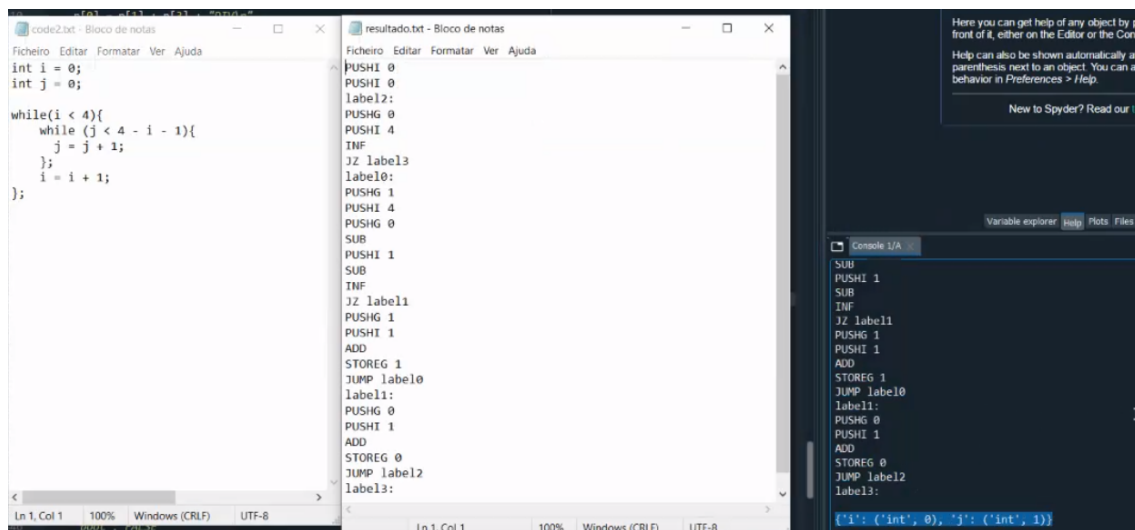 code2.txt - Bloco de notas
Ficheiro Editar Formatar Ver Ajuda
int i = 0;
int j = 0;
while(i < 4){
while (j < 4 - i - 1){
j = j + 1;
};
i = i + 1;
};
Ln 1, Col 1 100% Windows (CRLF) UTF-8
resultado.txt - Bloco de notas
Ficheiro Editar Formatar Ver Ajuda
PUSHI 0
PUSHI 0
label2:
PUSHG 0
PUSHI 4
INF
JZ label3
label0:
PUSHG 1
PUSHI 4
PUSHG 0
SUB
PUSHI 1
SUB
INF
JZ label1
PUSHG 1
PUSHI 1
ADD
STOREG 1
JUMP label0
label1:
PUSHG 0
PUSHI 1
ADD
STOREG 0
JUMP label2
label3:
Ln 1, Col 1 100% Windows (CRLF) UTF-8
Here you can get help of any object by
front of it, either on the Editor or the
Help can also be shown automatically
parenthesis next to an object. You can
behavior in Preferences > Help.
New to Spyder? Read our
Variable explorer Help Plots Files
Console 1/A
SUB
PUSHI 1
SUB
INF
JZ label1
PUSHG 1
PUSHI 1
ADD
STOREG 1
JUMP label0
label1:
PUSHG 0
PUSHI 1
ADD
STOREG 0
JUMP label2
label3:
{'i': ('int', 0), 'j': ('int', 1)}